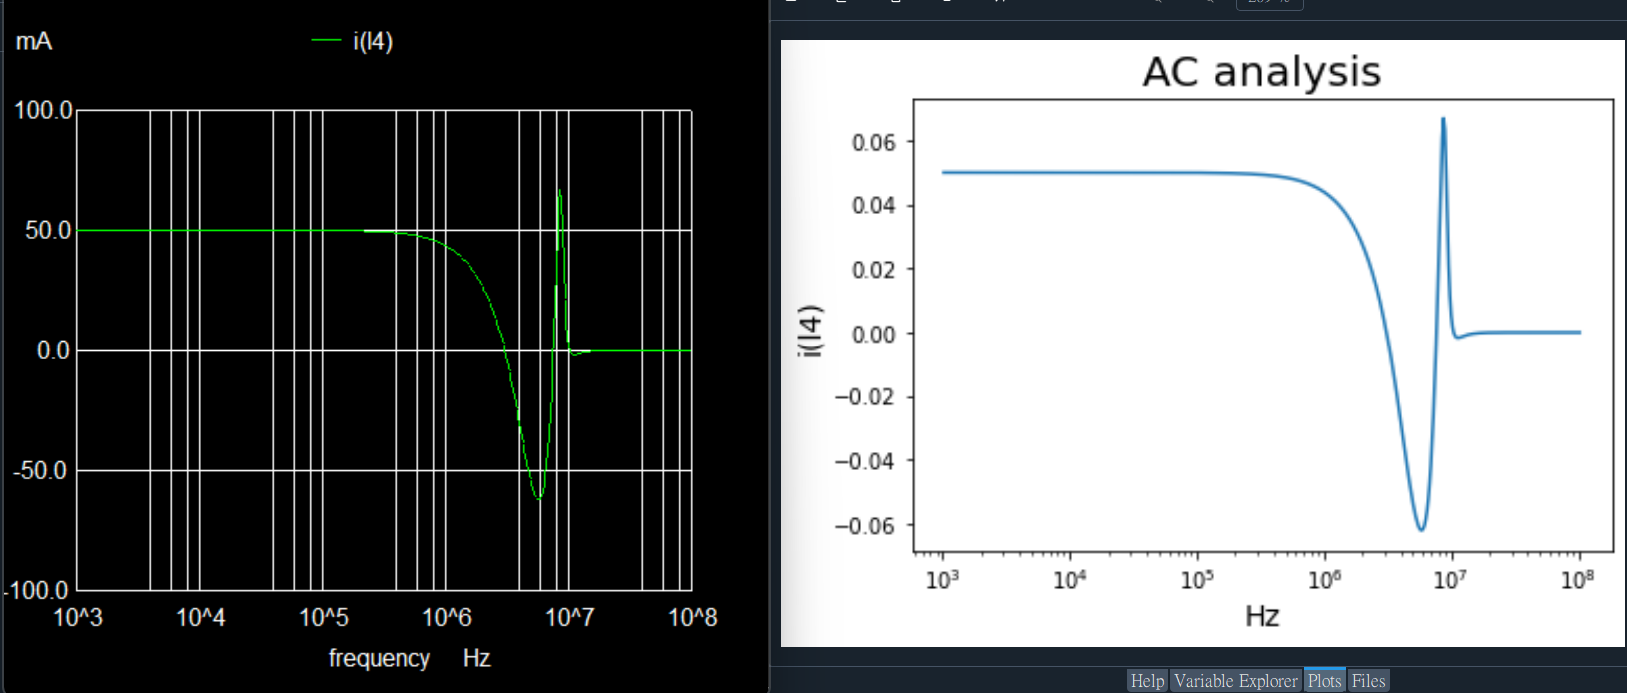 mA
i(l4)
100.0
50.0
0.0
-50.0
-100.0
10^3 10^4 10^5 10^6 10^7 10^8
frequency Hz
AC analysis
0.06
0.04
0.02
0.00
−0.02
−0.04
−0.06
i(l4)
10³ 10⁴ 10⁵ 10⁶ 10⁷ 10⁸
Hz
Help Variable Explorer Plots Files